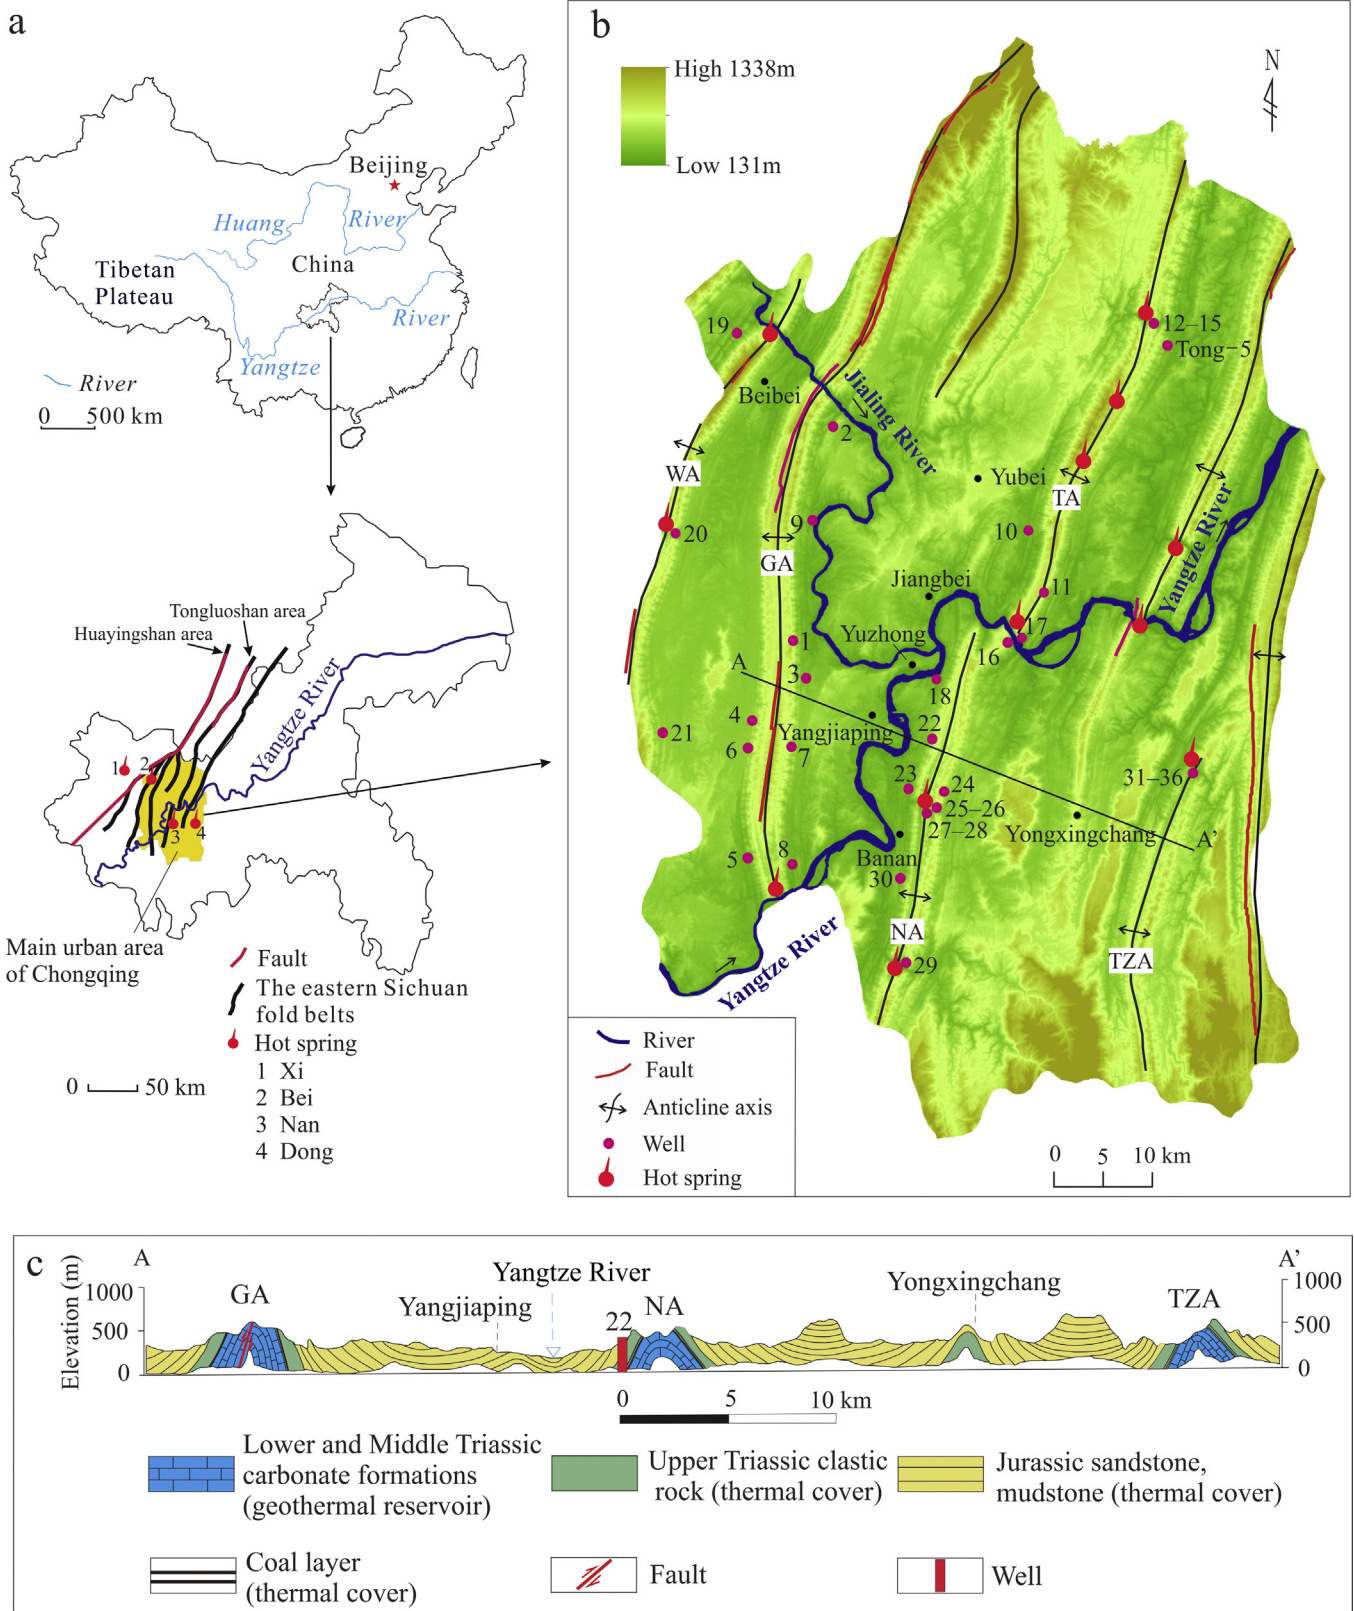 a
Beijing
Huang
River
China
Tibetan
Plateau
River
Yangtze
River
0 500 km
Tongluoshan area
Huayingshan area
Yangtze River
1
2
3
4
Main urban area
of Chongqing
Fault
The eastern Sichuan
fold belts
Hot spring
1 Xi
2 Bei
3 Nan
4 Dong
0 50 km
b
High 1338m
Low 131m
N
19
12–15
Tong–5
Beibei
Jialing River
2
WA
Yubei
TA
20
9
10
GA
Yangtze River
Jiangbei
11
Yuzhong
17
1
16
A
3
18
4
21
Yangjiaping
22
6
7
23
24
31–36
25–26
27–28
Yongxingchang
A'
5
8
Banan
30
NA
TZA
29
Yangtze River
River
Fault
Anticline axis
Well
Hot spring
0 5 10 km
c
A
A'
Elevation (m)
1000
500
0
GA
Yangtze River
Yangjiaping
22
NA
Yongxingchang
TZA
1000
500
0
0 5 10 km
Lower and Middle Triassic
carbonate formations
(geothermal reservoir)
Upper Triassic clastic
rock (thermal cover)
Jurassic sandstone,
mudstone (thermal cover)
Coal layer
(thermal cover)
Fault
Well